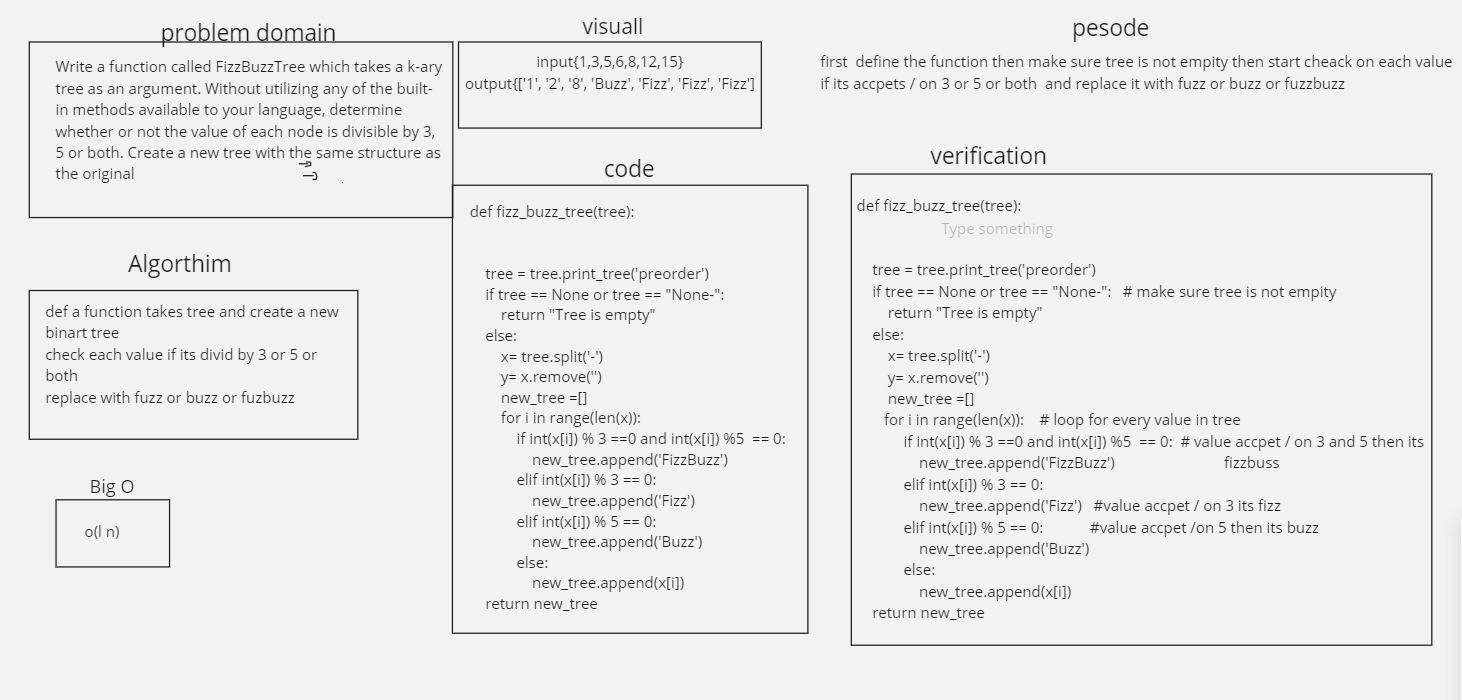 problem domain
Write a function called FizzBuzzTree which takes a k-ary
tree as an argument. Without utilizing any of the built-
in methods available to your language, determine
whether or not the value of each node is divisible by 3,
5 or both. Create a new tree with the same structure as
the original
Algorthim
def a function takes tree and create a new
binart tree
check each value if its divid by 3 or 5 or
both
replace with fuzz or buzz or fuzbuzz
Big O
o(l n)
visuall
input{1,3,5,6,8,12,15}
output{['1', '2', '8', 'Buzz', 'Fizz', 'Fizz', 'Fizz']
code
def fizz_buzz_tree(tree):
tree = tree.print_tree('preorder')
if tree == None or tree == "None-":
return "Tree is empty"
else:
x= tree.split('-')
y= x.remove('')
new_tree =[]
for i in range(len(x)):
if int(x[i]) % 3 ==0 and int(x[i]) %5  == 0:
new_tree.append('FizzBuzz')
elif int(x[i]) % 3 == 0:
new_tree.append('Fizz')
elif int(x[i]) % 5 == 0:
new_tree.append('Buzz')
else:
new_tree.append(x[i])
return new_tree
pesode
first  define the function then make sure tree is not empity then start cheack on each value
if its accpets / on 3 or 5 or both  and replace it with fuzz or buzz or fuzzbuzz
verification
def fizz_buzz_tree(tree):
Type something
tree = tree.print_tree('preorder')
if tree == None or tree == "None-":   # make sure tree is not empity
return "Tree is empty"
else:
x= tree.split('-')
y= x.remove('')
new_tree =[]
for i in range(len(x)):    # loop for every value in tree
if int(x[i]) % 3 ==0 and int(x[i]) %5  == 0:  # value accpet / on 3 and 5 then its
new_tree.append('FizzBuzz')    fizzbuss
elif int(x[i]) % 3 == 0:
new_tree.append('Fizz')   #value accpet / on 3 its fizz
elif int(x[i]) % 5 == 0:    #value accpet /on 5 then its buzz
new_tree.append('Buzz')
else:
new_tree.append(x[i])
return new_tree